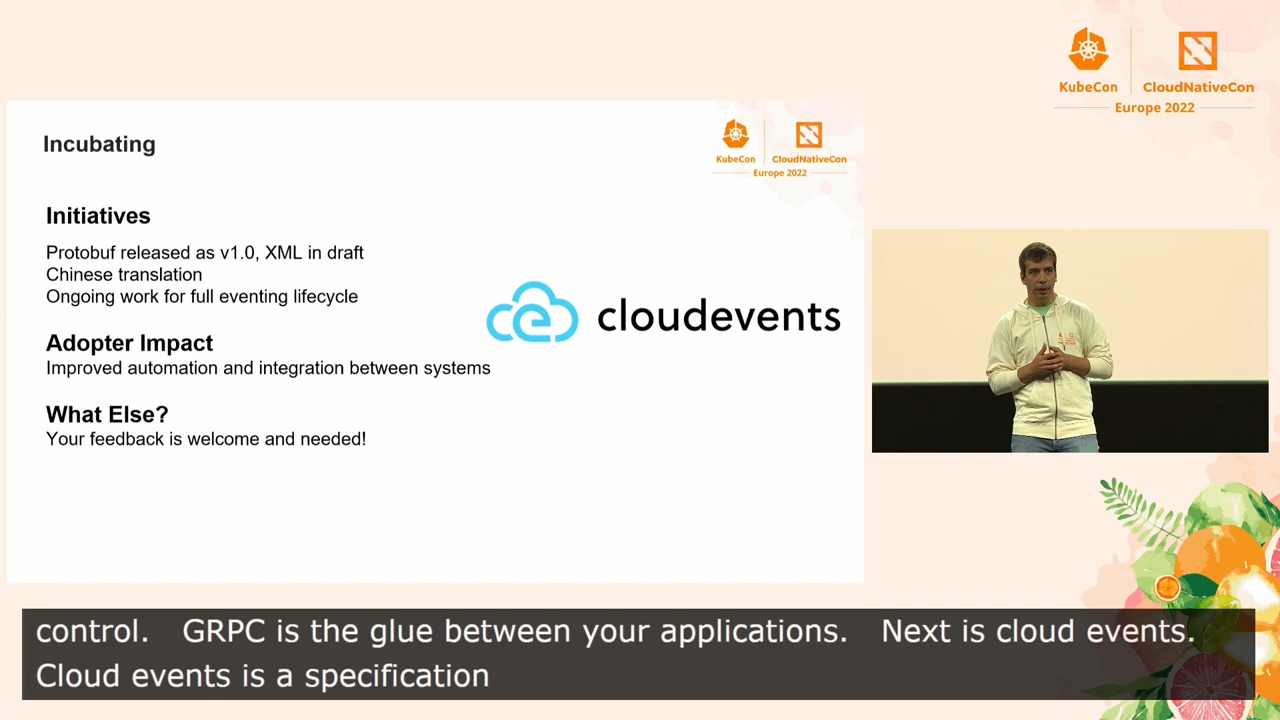 KubeCon
CloudNativeCon
Europe 2022
Incubating
KubeCon
CloudNativeCon
Europe 2022
Initiatives
Protobuf released as v1.0, XML in draft
Chinese translation
Ongoing work for full eventing lifecycle
cloudevents
Adopter Impact
Improved automation and integration between systems
What Else?
Your feedback is welcome and needed!
control. GRPC is the glue between your applications. Next is cloud events.
Cloud events is a specification